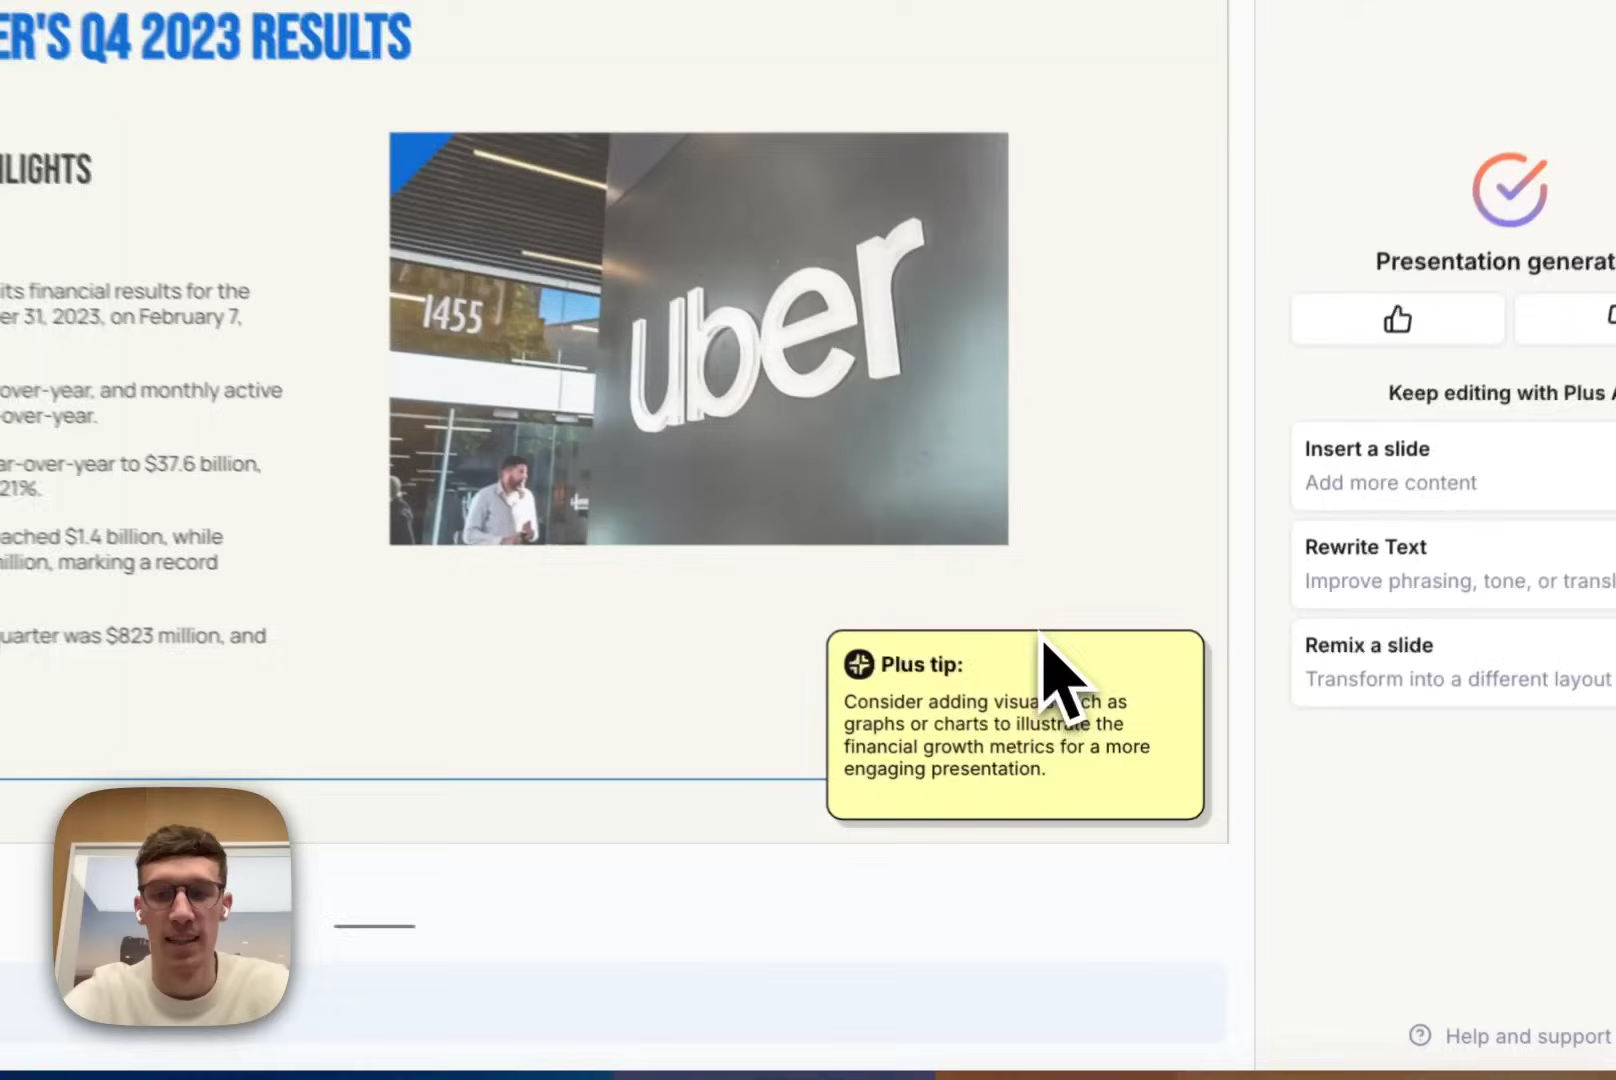 ER'S Q4 2023 RESULTS
HLIGHTS
its financial results for the
er 31, 2023, on February 7,
over-year, and monthly active
-over-year.
ar-over-year to $37.6 billion,
21%.
ached $1.4 billion, while
nillion, marking a record
quarter was $823 million, and
1455
uber
Plus tip:
Consider adding visua ch as
graphs or charts to illustrate the
financial growth metrics for a more
engaging presentation.
Presentation generat
Keep editing with Plus A
Insert a slide
Add more content
Rewrite Text
Improve phrasing, tone, or transl
Remix a slide
Transform into a different layout
Help and support